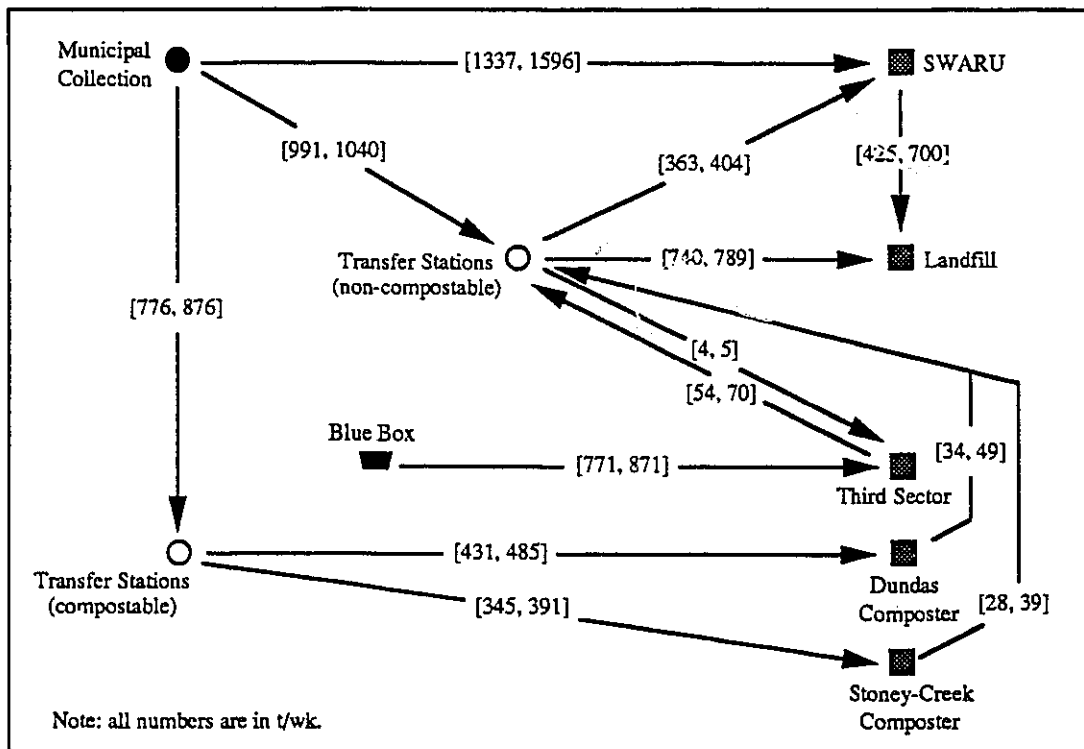 Municipal
Collection
[1337, 1596]
SWARU
[991, 1040]
[363, 404]
[425, 700]
Transfer Stations
(non-compostable)
[740, 789]
Landfill
[776, 876]
[4, 5]
[54, 70]
Blue Box
[771, 871]
[34, 49]
Third Sector
Transfer Stations
(compostable)
[431, 485]
Dundas
Composter
[345, 391]
[28, 39]
Stoney-Creek
Composter
Note: all numbers are in t/wk.